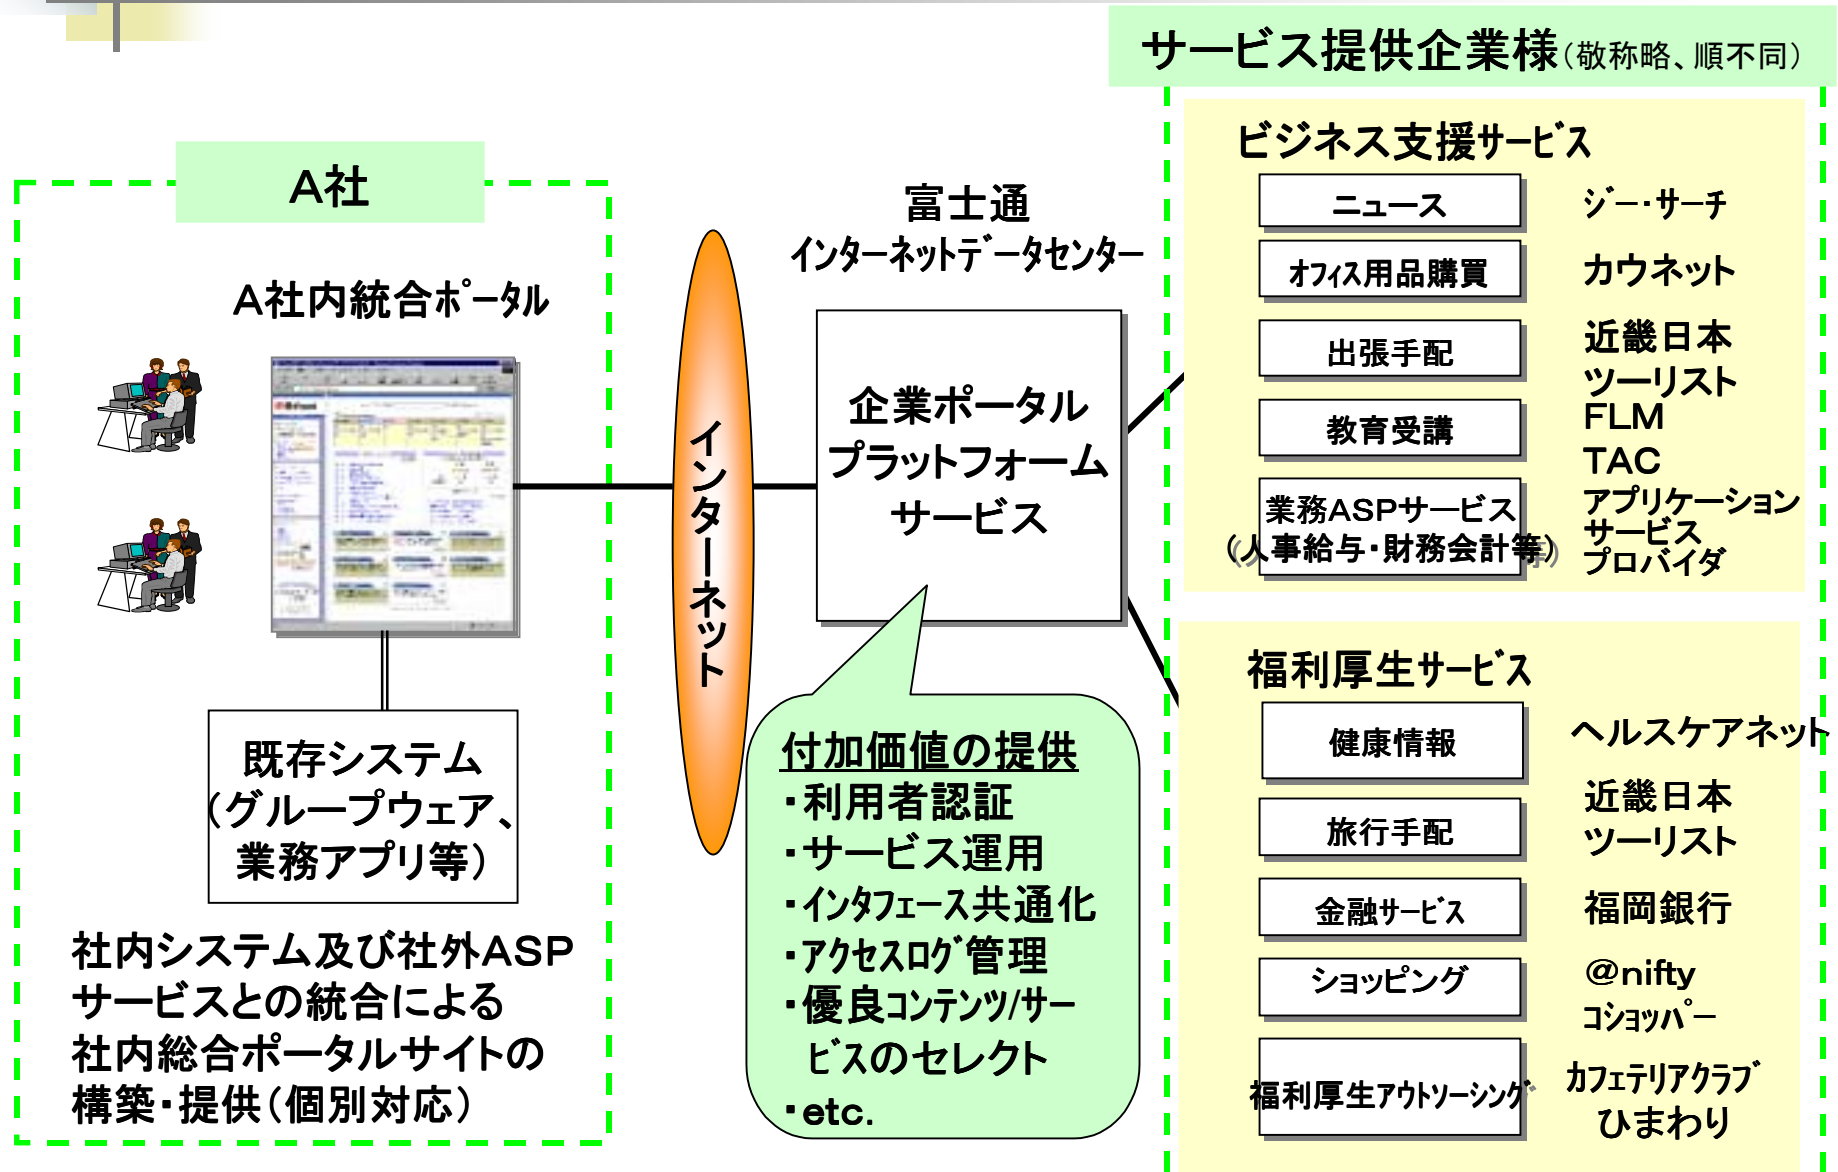 サービス提供企業様(敬称略、順不同)
A社
A社内統合ポータル
既存システム
(グループウェア、
業務アプリ等)
社内システム及び社外ASP
サービスとの統合による
社内総合ポータルサイトの
構築・提供(個別対応)
インターネット
富士通
インターネットデータセンター
企業ポータル
プラットフォーム
サービス
付加価値の提供
・利用者認証
・サービス運用
・インタフェース共通化
・アクセスログ管理
・優良コンテンツ/サー
ビスのセレクト
・etc.
ビジネス支援サービス
ニュース
ジー・サーチ
オフィス用品購買
カウネット
出張手配
近畿日本
ツーリスト
教育受講
FLM
TAC
業務ASPサービス
(人事給与・財務会計等)
アプリケーション
サービス
プロバイダ
福利厚生サービス
健康情報
ヘルスケアネット
旅行手配
近畿日本
ツーリスト
金融サービス
福岡銀行
ショッピング
@nifty
コショッパー
福利厚生アウトソーシング
カフェテリアクラブ
ひまわり